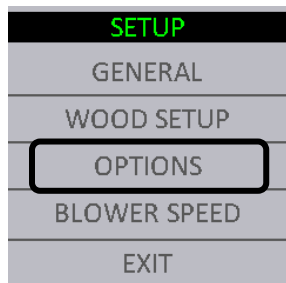 SETUP
GENERAL
WOOD SETUP
OPTIONS
BLOWER SPEED
EXIT